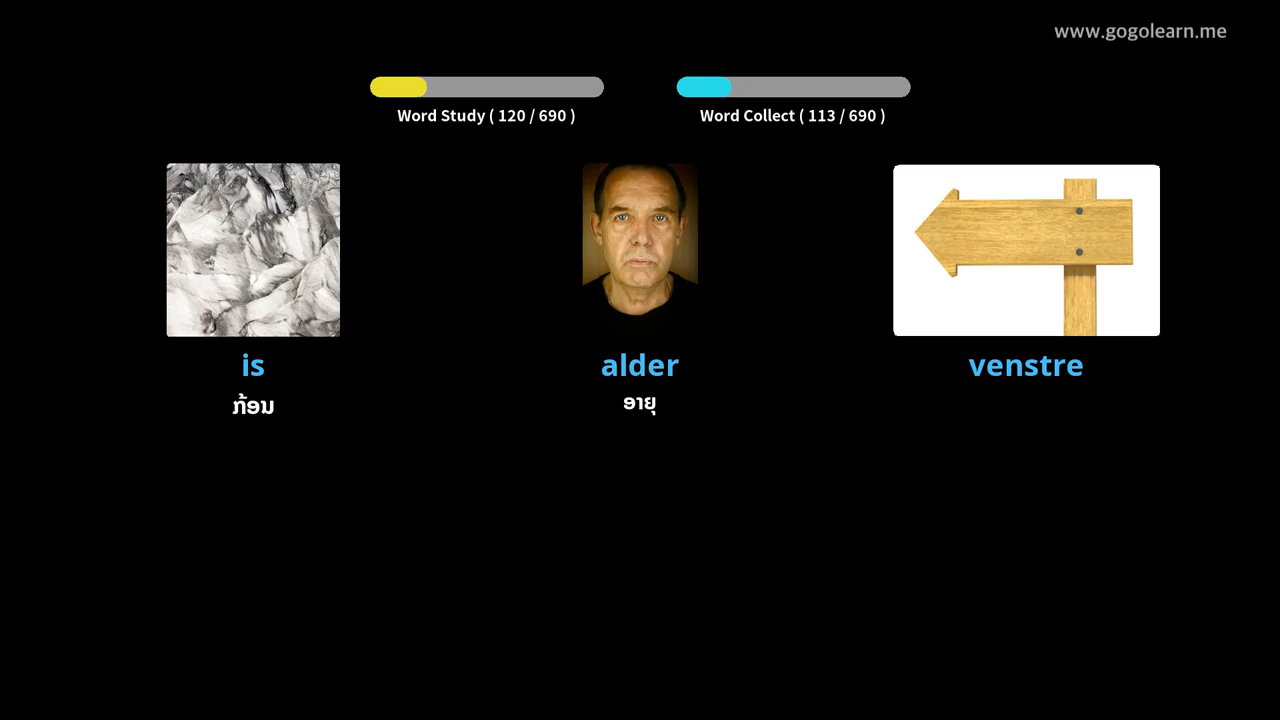 www.gogolearn.me
Word Study ( 120 / 690 )
Word Collect ( 113 / 690 )
is
ກ້ອນ
alder
ອາຍຸ
venstre